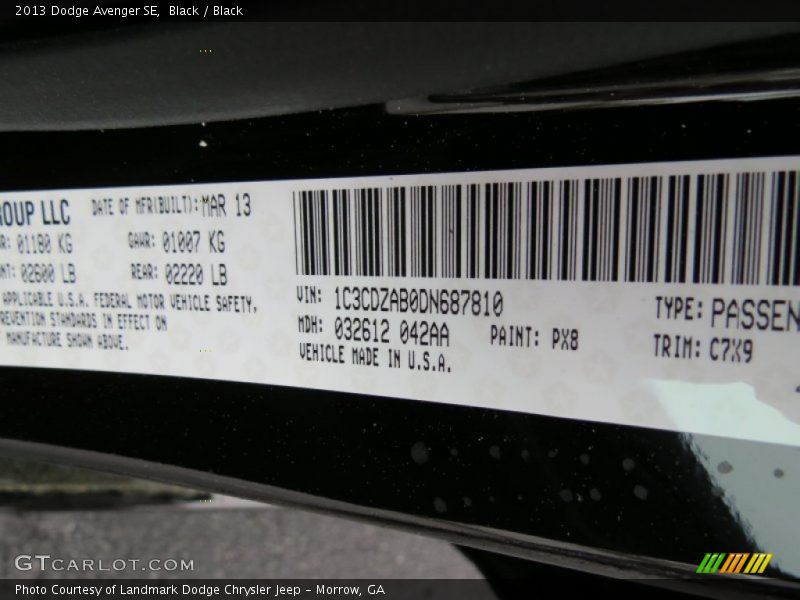 2013 Dodge Avenger SE,  Black / Black
ROUP LLC DATE OF MFR(BUILT): MAR 13
R: 01180 KG GAWR: 01007 KG
NT: 02600 LB REAR: 02220 LB
APPLICABLE U.S.A. FEDERAL MOTOR VEHICLE SAFETY,
REVENTION STANDARDS IN EFFECT ON
MANUFACTURE SHOWN ABOVE.
VIN: 1C3CDZAB0DN687810 TYPE: PASSEN
MDH: 032612 042AA PAINT: PX8 TRIM: C7X9
VEHICLE MADE IN U.S.A.
GTCARLOT.COM
Photo Courtesy of Landmark Dodge Chrysler Jeep – Morrow, GA